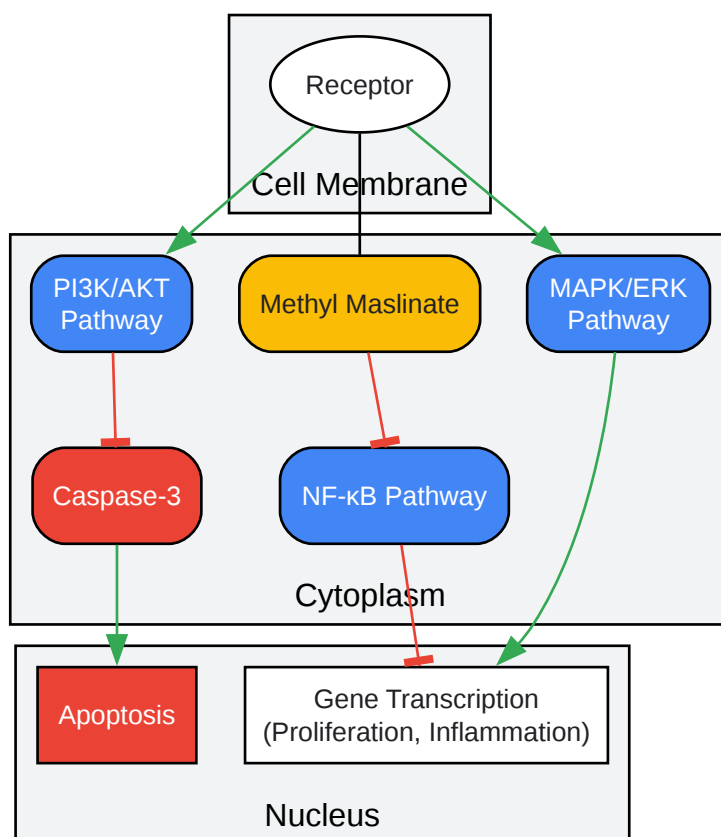 Receptor
Cell Membrane
PI3K/AKT
Pathway
Methyl Maslinate
MAPK/ERK
Pathway
Caspase-3
NF-κB Pathway
Cytoplasm
Apoptosis
Gene Transcription
(Proliferation, Inflammation)
Nucleus